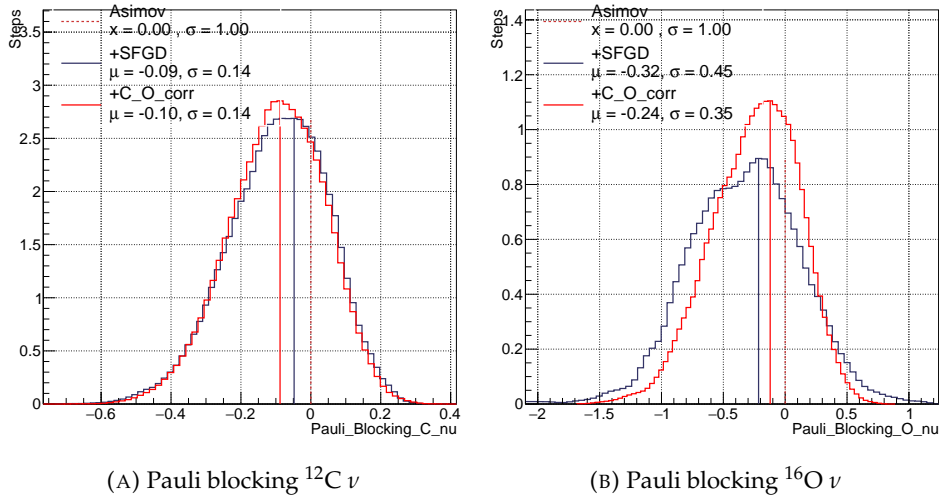 Steps
3.5
3
2.5
2
1.5
1
0.5
0
Asimov
x = 0.00 , σ = 1.00
+SFGD
μ = -0.09, σ = 0.14
+C_O_corr
μ = -0.10, σ = 0.14
-0.6 -0.4 -0.2 0 0.2 0.4
Pauli_Blocking_C_nu
(A) Pauli blocking ¹²C ν
Steps
1.4
1.2
1
0.8
0.6
0.4
0.2
0
Asimov
x = 0.00 , σ = 1.00
+SFGD
μ = -0.32, σ = 0.45
+C_O_corr
μ = -0.24, σ = 0.35
-2 -1.5 -1 -0.5 0 0.5 1
Pauli_Blocking_O_nu
(B) Pauli blocking ¹⁶O ν